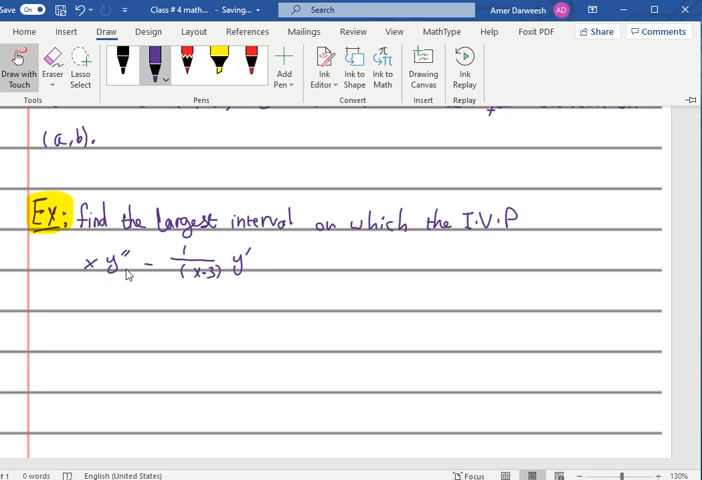 Save On Class # 4 math... - Saving... Search Amer Darweesh AD
Home Insert Draw Design Layout References Mailings Review View MathType Help Foxit PDF Share Comments
Draw with Touch Eraser Lasso Select Add Pen Ink Editor Ink to Shape Ink to Math Drawing Canvas Ink Replay
Tools Pens Convert Insert Replay
(a,b).
Ex: find the largest interval on which the I.V.P
x y'' - 1/(x-3) y'
of 1 0 words English (United States) Focus 130%